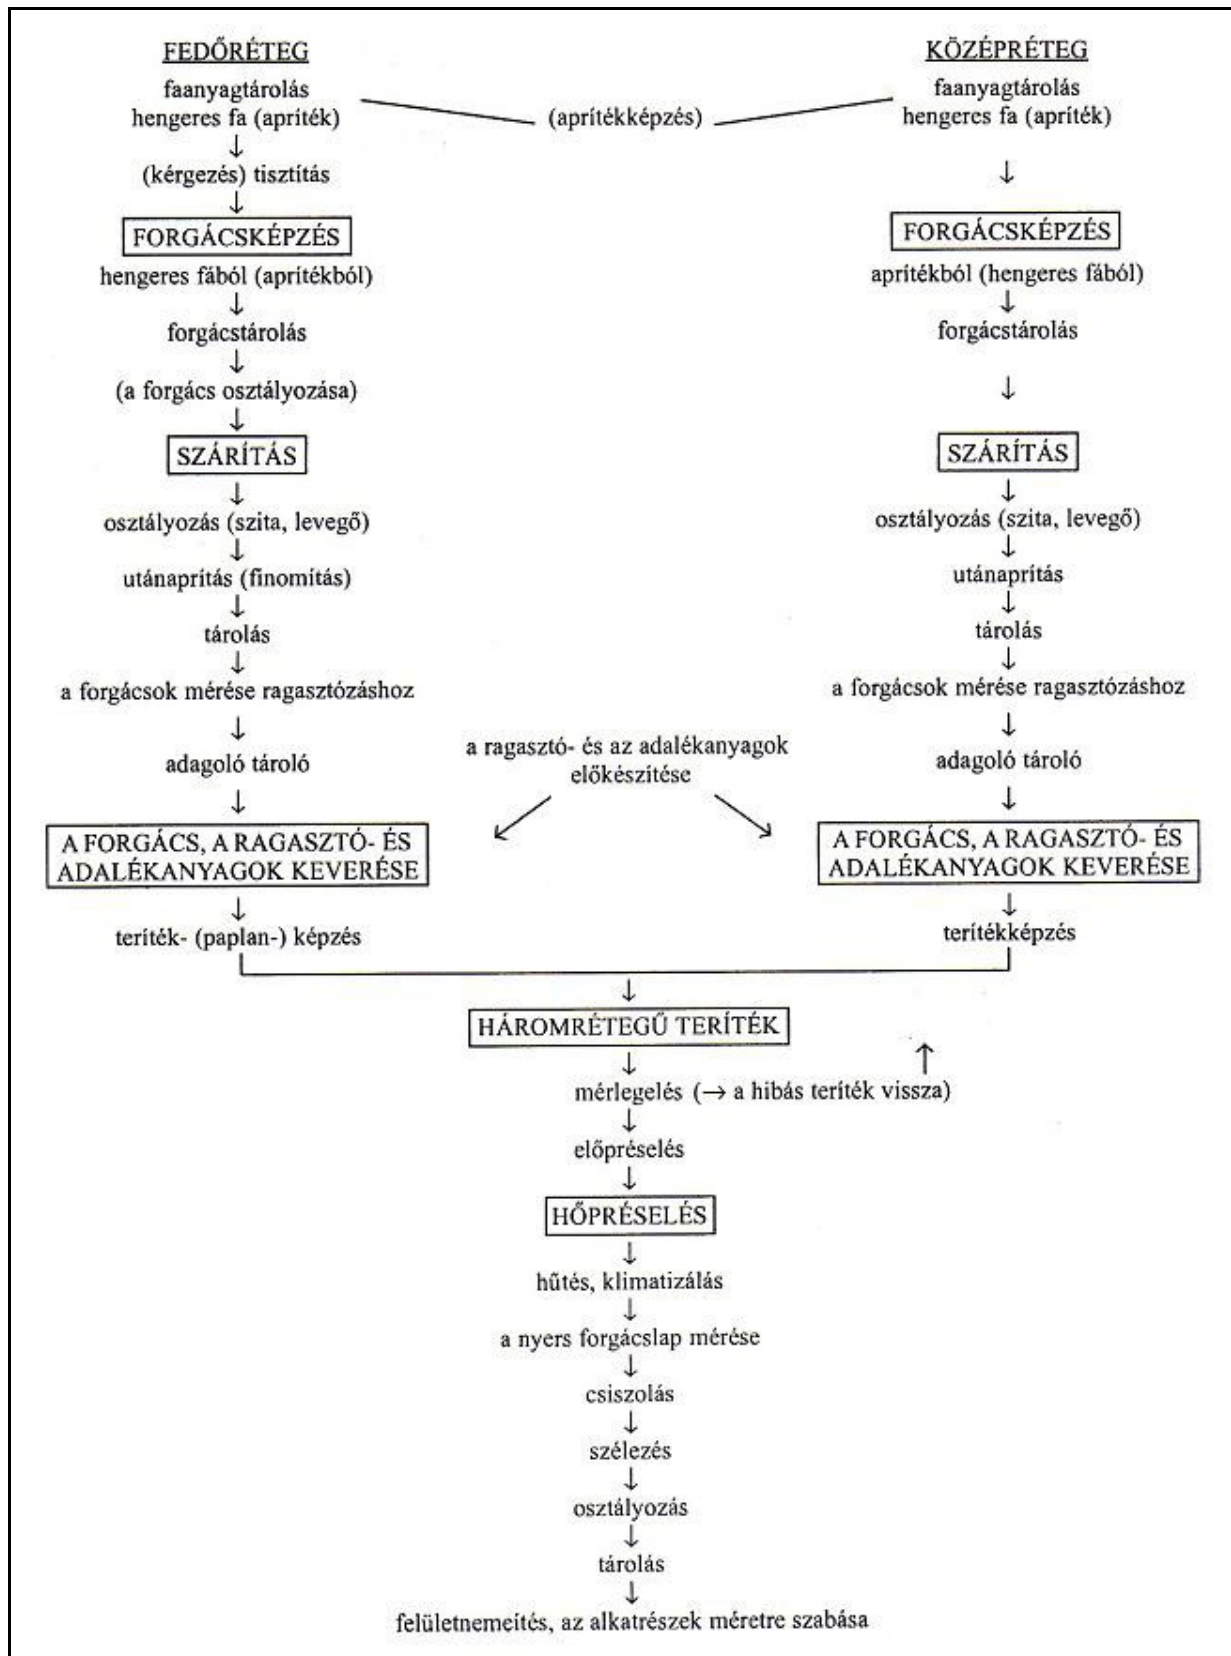 FEDŐRÉTEG
faanyagtárolás
hengeres fa (apríték)
↓
(kérgezés) tisztítás
↓
FORGÁCSKÉPZÉS
hengeres fából (aprítékból)
↓
forgácstárolás
↓
(a forgács osztályozása)
↓
SZÁRÍTÁS
↓
osztályozás (szita, levegő)
↓
utánaprítás (finomítás)
↓
tárolás
↓
a forgácsok mérése ragasztózáshoz
↓
adagoló tároló
↓
A FORGÁCS, A RAGASZTÓ- ÉS
ADALÉKANYAGOK KEVERÉSE
↓
teríték- (paplan-) képzés
(aprítékképzés)
a ragasztó- és az adalékanyagok
előkészítése
KÖZÉPRÉTEG
faanyagtárolás
hengeres fa (apríték)
↓
FORGÁCSKÉPZÉS
aprítékból (hengeres fából)
↓
forgácstárolás
↓
SZÁRÍTÁS
↓
osztályozás (szita, levegő)
↓
utánaprítás
↓
tárolás
↓
a forgácsok mérése ragasztózáshoz
↓
adagoló tároló
↓
A FORGÁCS, A RAGASZTÓ- ÉS
ADALÉKANYAGOK KEVERÉSE
↓
terítékképzés
↓
HÁROMRÉTEGŰ TERÍTÉK
↓
mérlegelés (→ a hibás teríték vissza)
↓
előpréselés
↓
HŐPRÉSELÉS
↓
hűtés, klimatizálás
↓
a nyers forgácslap mérése
↓
csiszolás
↓
szélezés
↓
osztályozás
↓
tárolás
↓
felületnemeítés, az alkatrészek méretre szabása